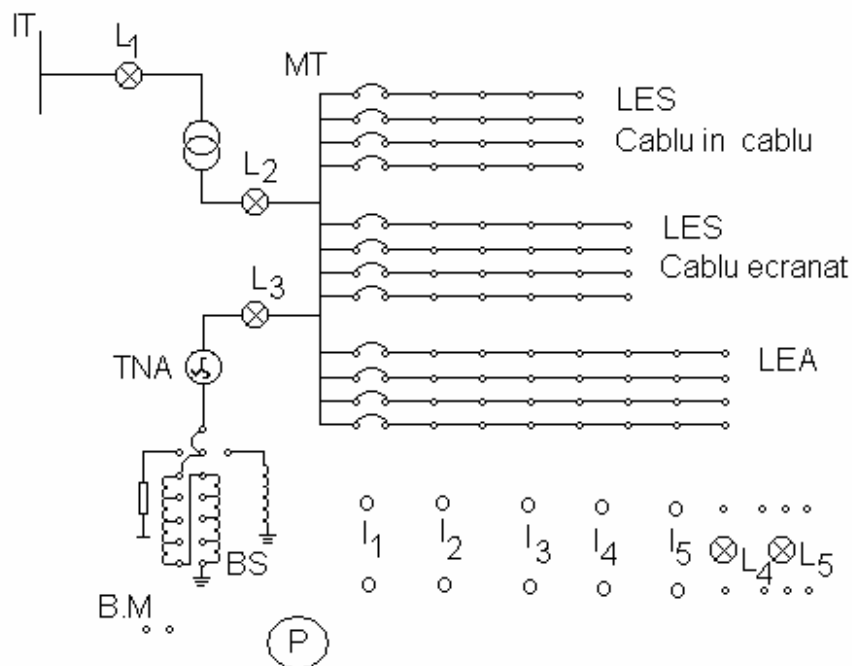 IT
L1
MT
LES
Cablu in cablu
L2
LES
Cablu ecranat
L3
TNA
LEA
BS
I1 I2 I3 I4 I5 L4 L5
B.M
P